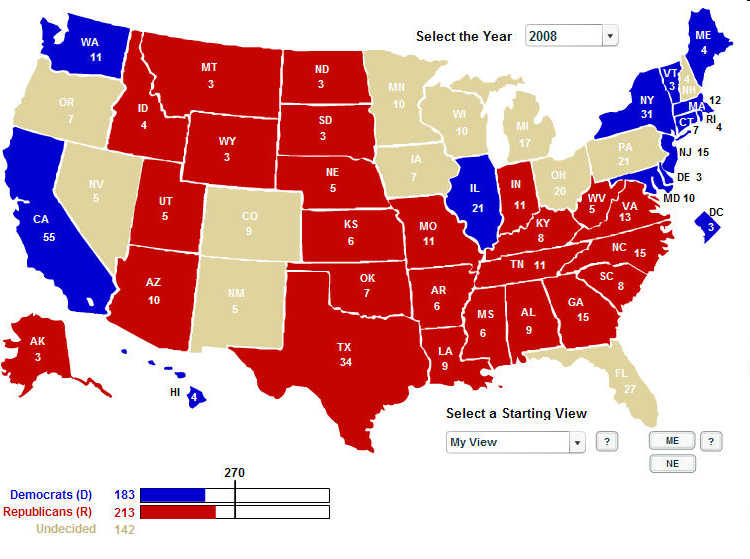 Select the Year 2008
WA
11
OR
7
CA
55
NV
5
ID
4
MT
3
WY
3
UT
5
AZ
10
CO
9
NM
5
ND
3
SD
3
NE
5
KS
6
OK
7
TX
34
MN
10
IA
7
MO
11
AR
6
LA
9
WI
10
IL
21
MI
17
IN
11
OH
20
KY
8
TN 11
MS
6
AL
9
GA
15
FL
27
SC
8
NC 15
VA
13
WV
5
PA
21
NY
31
VT
3
4
NH
ME
4
MA 12
CT
7
RI
4
NJ 15
DE 3
MD 10
DC
3
AK
3
HI 4
Select a Starting View
My View ? ME ?
NE
270
Democrats (D) 183
Republicans (R) 213
Undecided 142